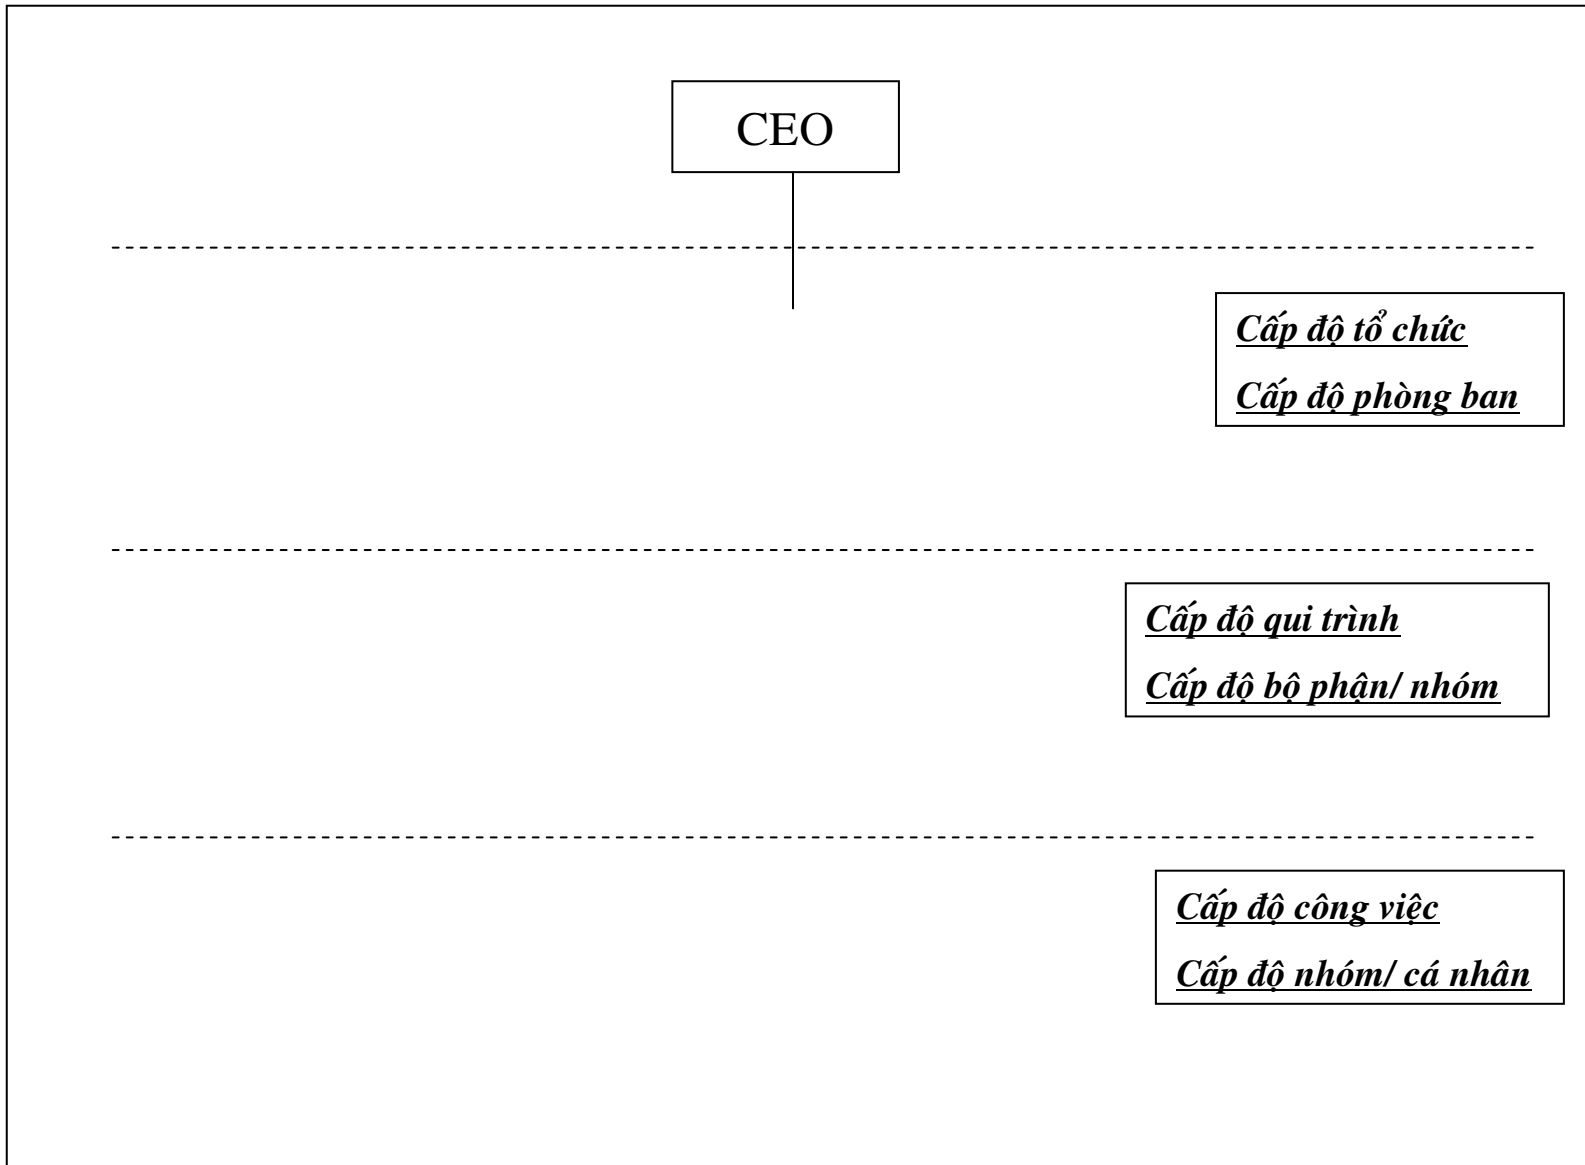 CEO
Cấp độ tổ chức
Cấp độ phòng ban
Cấp độ qui trình
Cấp độ bộ phận/ nhóm
Cấp độ công việc
Cấp độ nhóm/ cá nhân